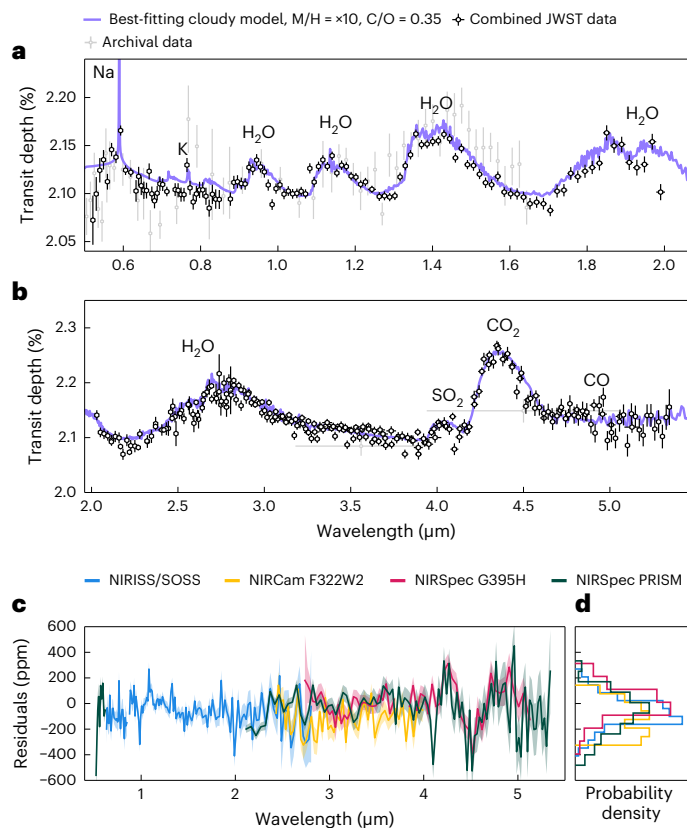 Best-fitting cloudy model, M/H = ×10, C/O = 0.35 Combined JWST data
Archival data
a
Transit depth (%)
2.20
2.15
2.10
2.05
Na
K
H₂O
H₂O
H₂O
H₂O
0.6 0.8 1.0 1.2 1.4 1.6 1.8 2.0
b
Transit depth (%)
2.3
2.2
2.1
2.0
H₂O
SO₂
CO₂
CO
2.0 2.5 3.0 3.5 4.0 4.5 5.0
Wavelength (µm)
NIRISS/SOSS NIRCam F322W2 NIRSpec G395H NIRSpec PRISM
c
d
Residuals (ppm)
600
400
200
0
−200
−400
−600
1 2 3 4 5
Wavelength (µm)
Probability
density